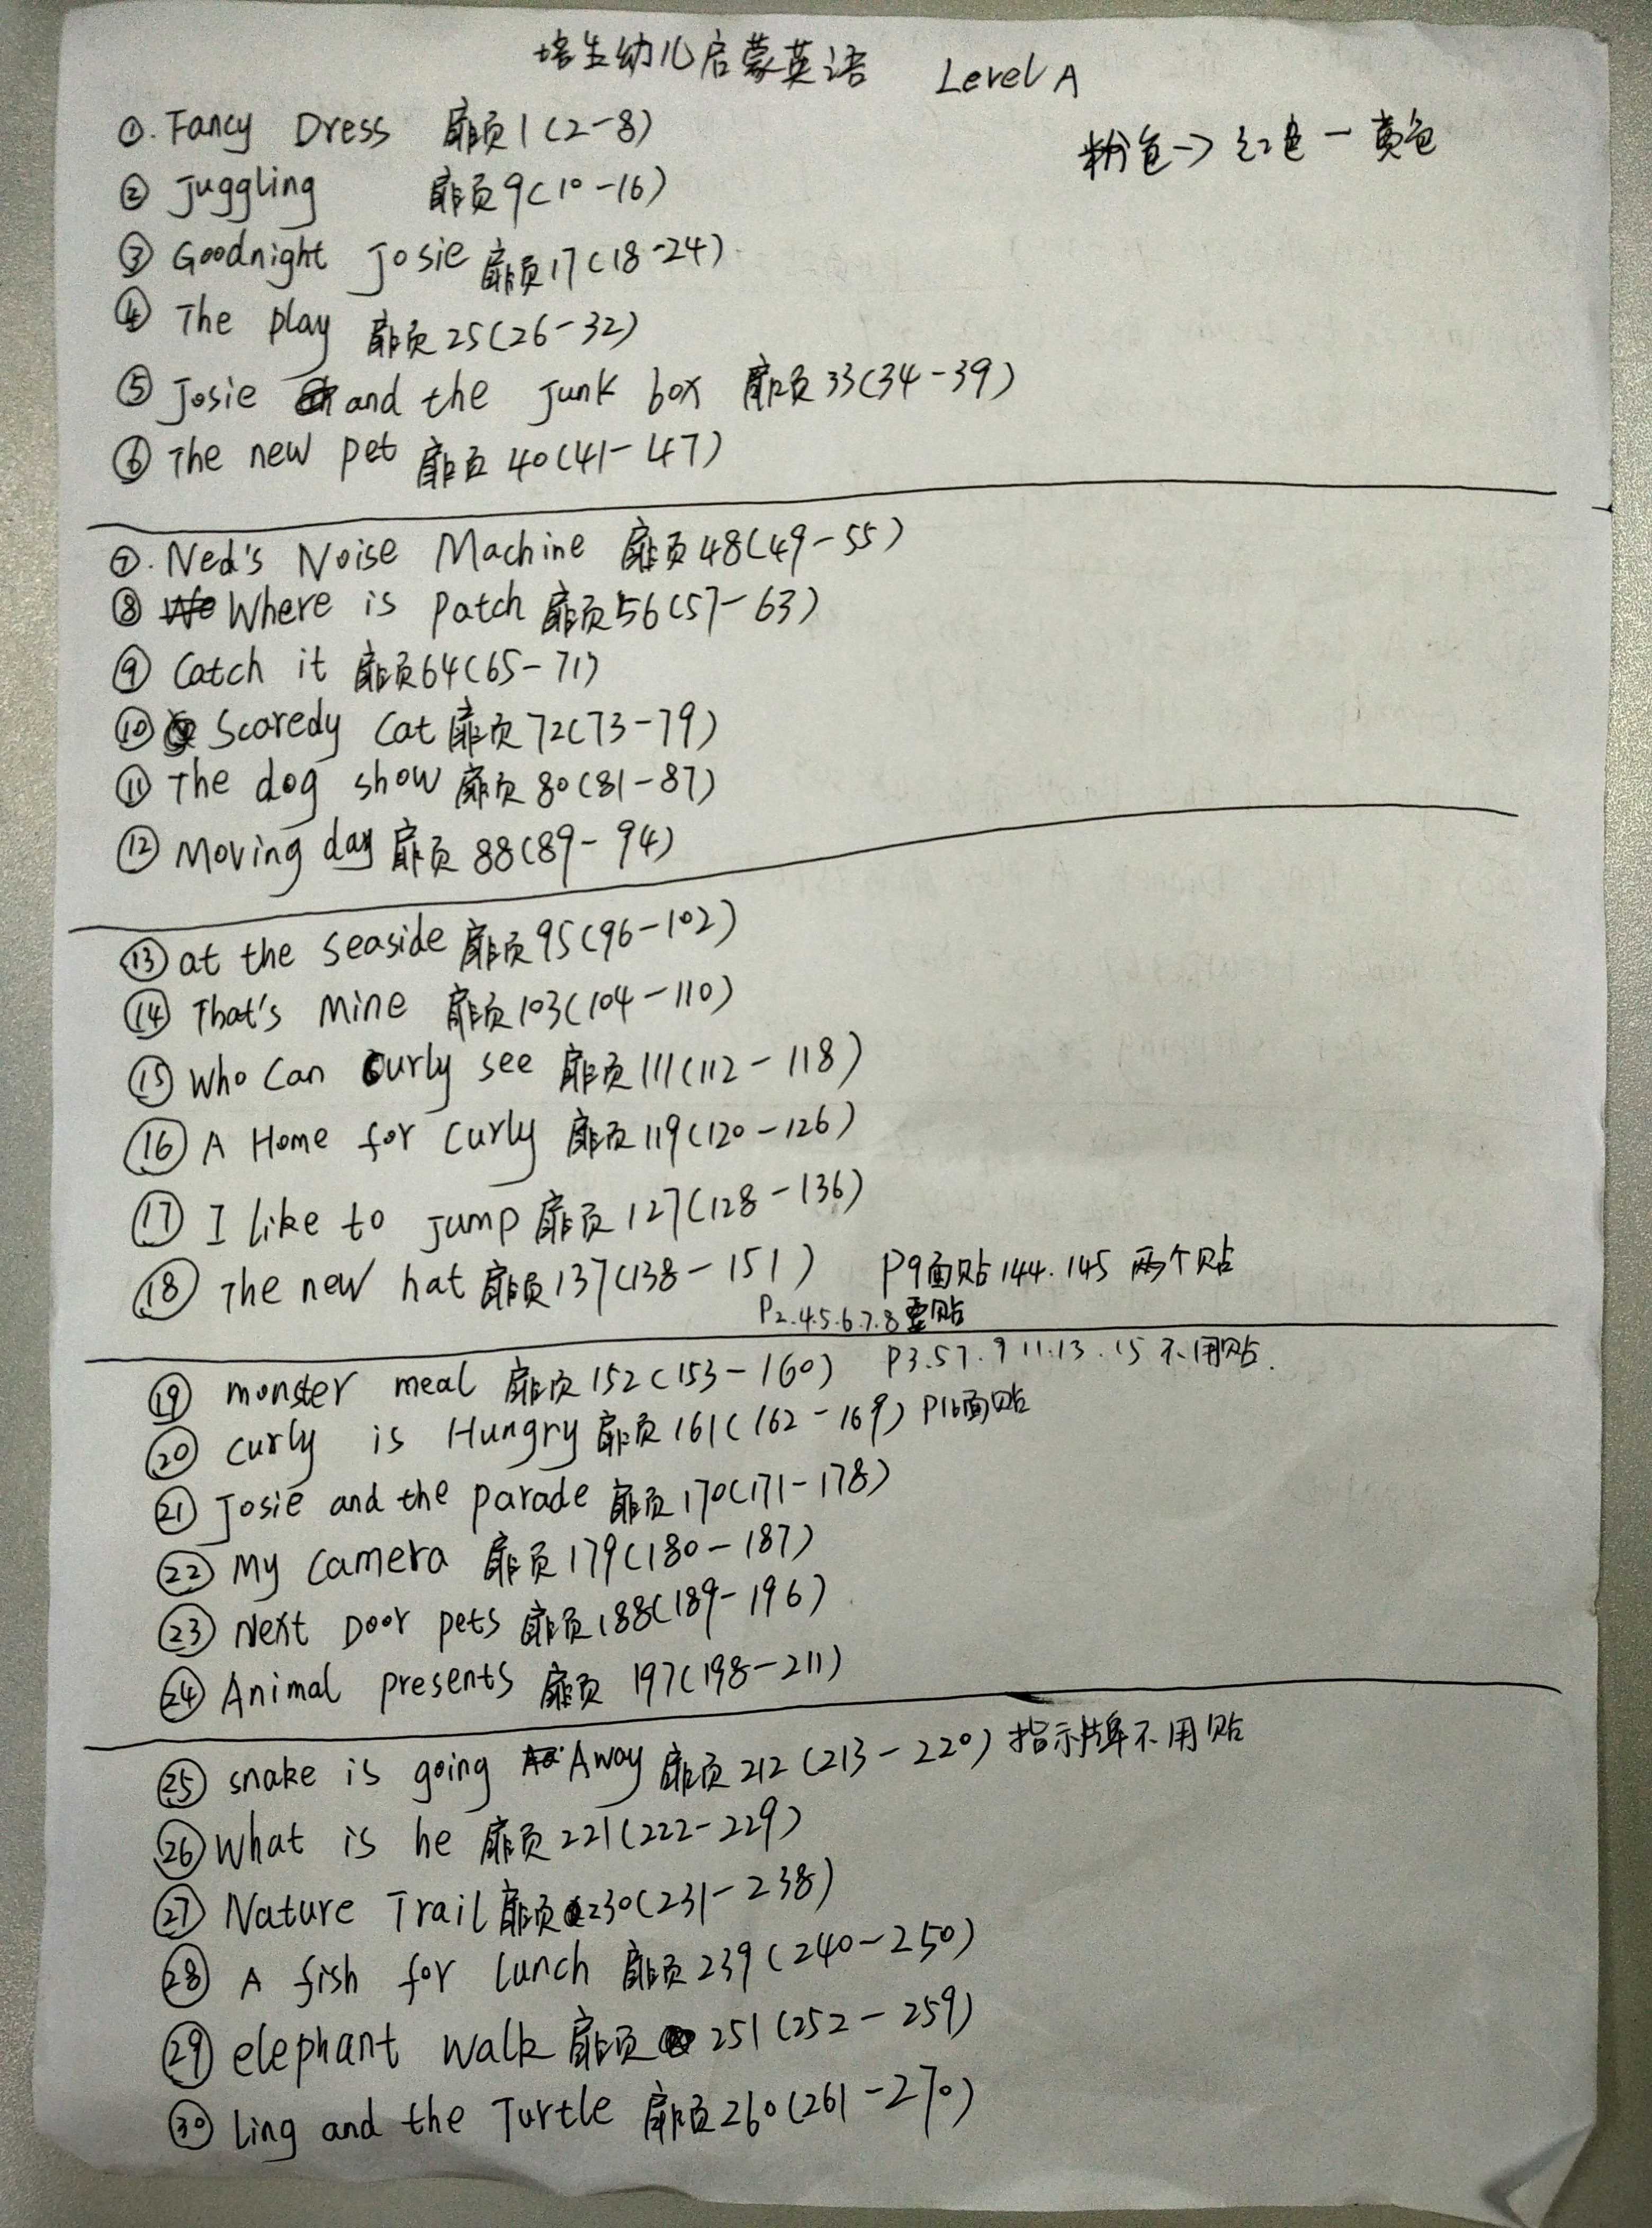 培生幼儿启蒙英语 Level A
粉色→红色－黄色
①. Fancy Dress 扉页1(2-8)
② Juggling 扉页9(10-16)
③ Goodnight Josie 扉页17(18-24)
④ The play 扉页25(26-32)
⑤ Josie and the Junk box 扉页33(34-39)
⑥ The new pet 扉页40(41-47)
⑦. Ned's Noise Machine 扉页48(49-55)
⑧ Where is patch 扉页56(57-63)
⑨ Catch it 扉页64(65-71)
⑩ Scaredy Cat 扉页72(73-79)
⑪ The dog show 扉页80(81-87)
⑫ Moving day 扉页88(89-94)
⑬ at the seaside 扉页95(96-102)
⑭ That's Mine 扉页103(104-110)
⑮ Who Can Curly see 扉页111(112-118)
⑯ A Home for Curly 扉页119(120-126)
⑰ I like to Jump 扉页127(128-136)
⑱ The new hat 扉页137(138-151) P9面贴144.145两个贴
P2.4.5.6.7.8要贴
⑲ monster meal 扉页152(153-160) P3.57.9 11.13.15不用贴.
⑳ curly is Hungry 扉页161(162-169) P16面贴
㉑ Josie and the parade 扉页170(171-178)
㉒ My camera 扉页179(180-187)
㉓ Next Door pets 扉页188(189-196)
㉔ Animal presents 扉页197(198-211)
㉕ snake is going Away 扉页212(213-220)指示牌不用贴
㉖ What is he 扉页221(222-229)
㉗ Nature Trail 扉页230(231-238)
㉘ A fish for lunch 扉页239(240-250)
㉙ elephant walk 扉页251(252-259)
㉚ Ling and the Turtle 扉页260(261-270)